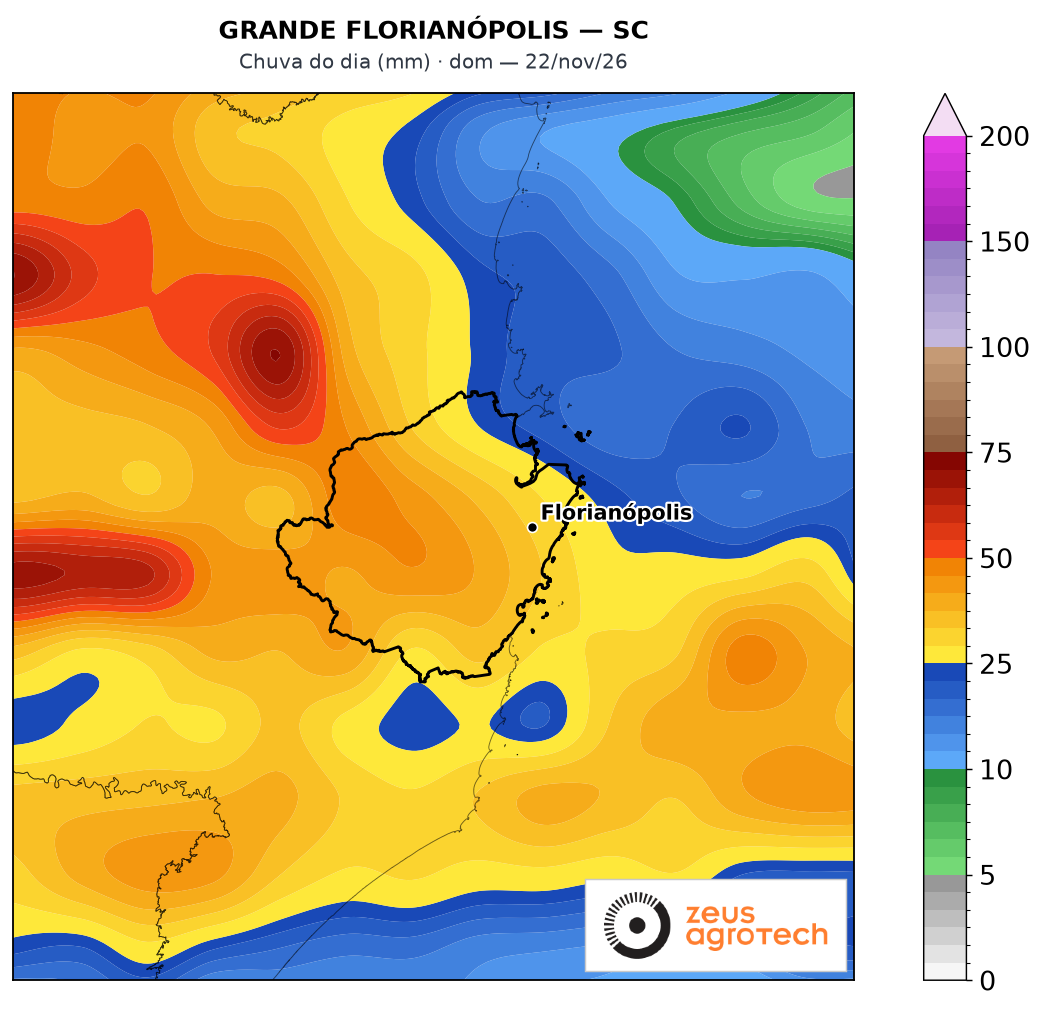 GRANDE FLORIANÓPOLIS — SC
Chuva do dia (mm) · dom — 22/nov/26
200
150
100
75
50
25
10
5
0
Florianópolis
zeus
agrotech